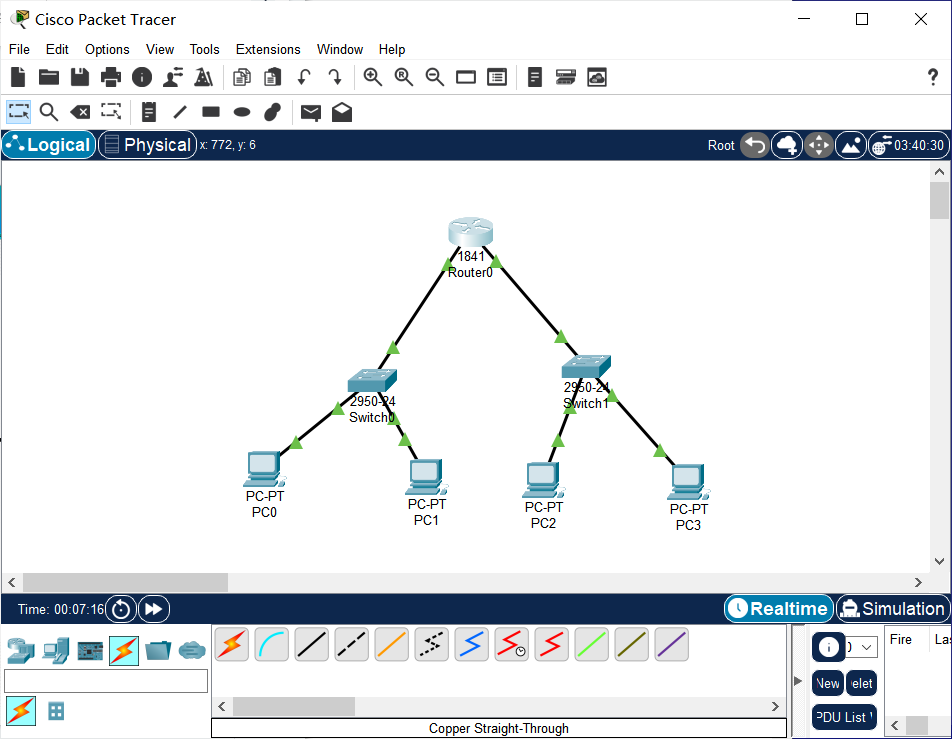 Cisco Packet Tracer
File Edit Options View Tools Extensions Window Help
Logical Physical x: 772, y: 6 Root 03:40:30
1841
Router0
2950-24
Switch0
2950-24
Switch1
PC-PT
PC0
PC-PT
PC1
PC-PT
PC2
PC-PT
PC3
Time: 00:07:16 Realtime Simulation
Fire Las
New elet
PDU List
Copper Straight-Through